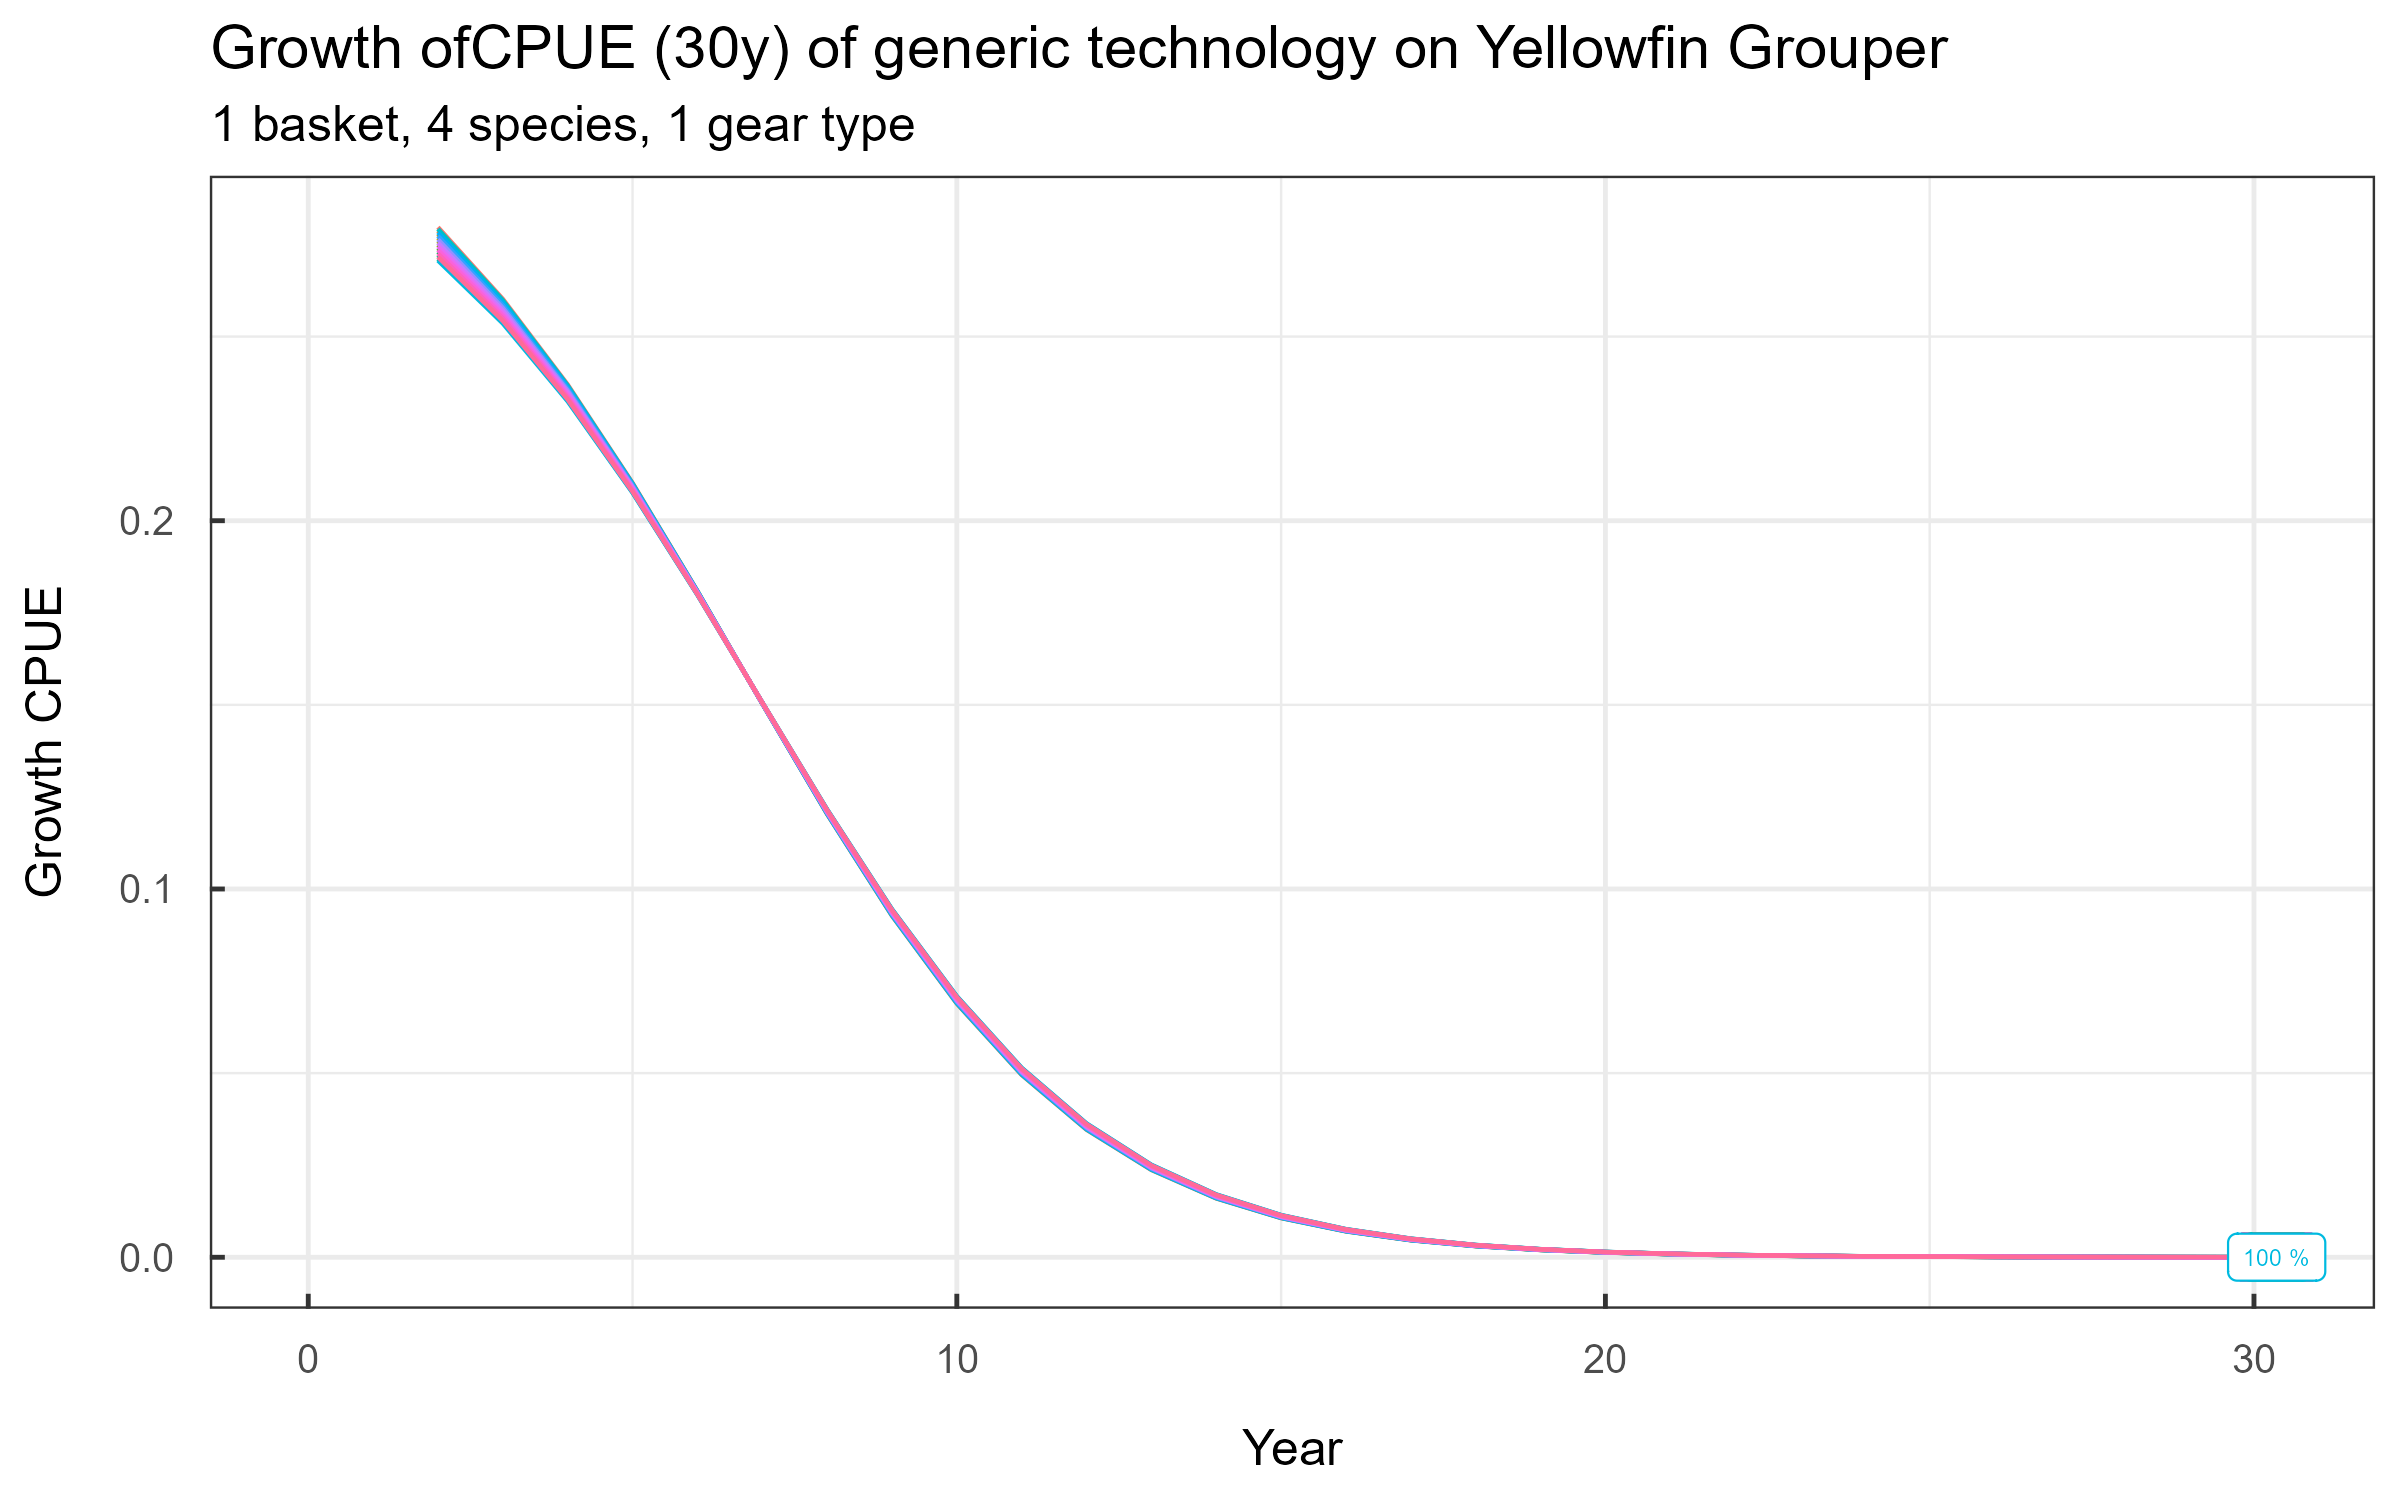 Growth ofCPUE (30y) of generic technology on Yellowfin Grouper
1 basket, 4 species, 1 gear type
Growth CPUE
0.2
0.1
0.0
100 %
0
10
20
30
Year